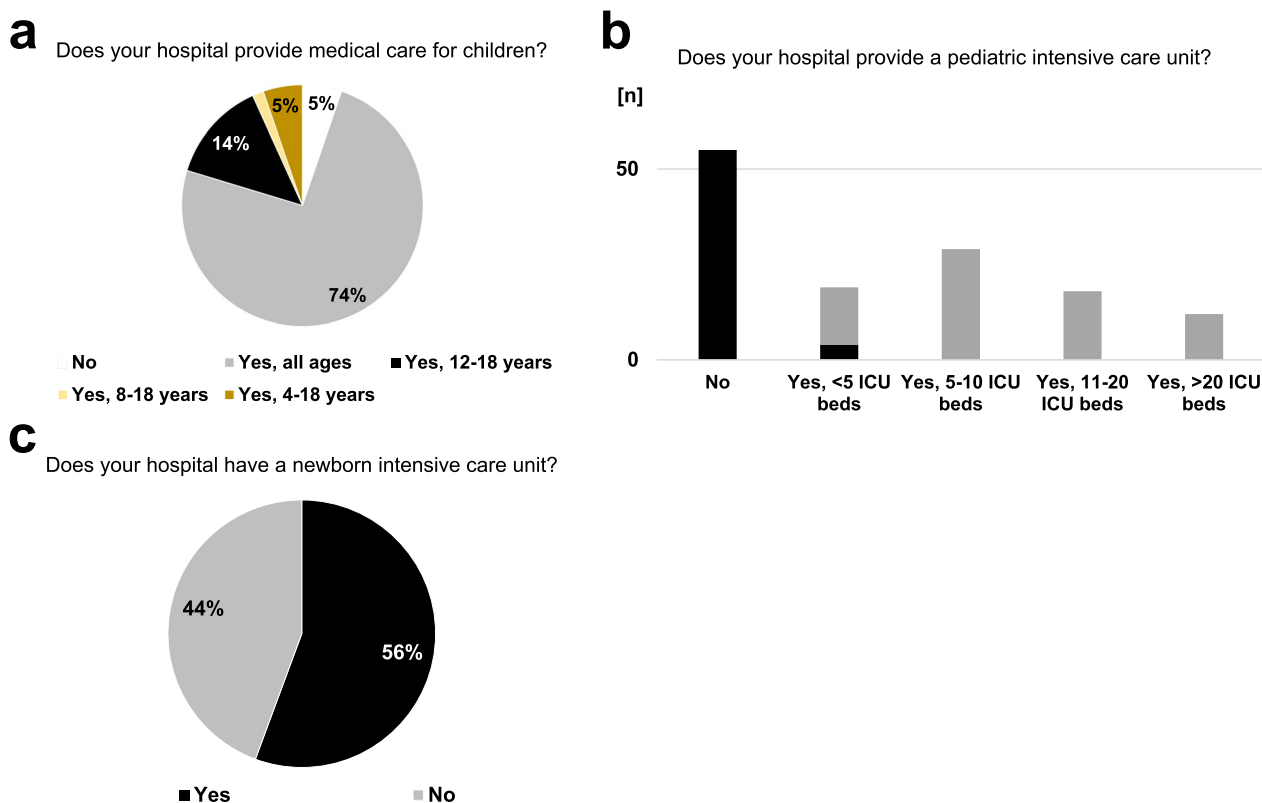 a
Does your hospital provide medical care for children?
5%
5%
14%
74%
No
Yes, all ages
Yes, 12-18 years
Yes, 8-18 years
Yes, 4-18 years
b
Does your hospital provide a pediatric intensive care unit?
[n]
50
0
No
Yes, <5 ICU
beds
Yes, 5-10 ICU
beds
Yes, 11-20
ICU beds
Yes, >20 ICU
beds
c
Does your hospital have a newborn intensive care unit?
44%
56%
Yes
No